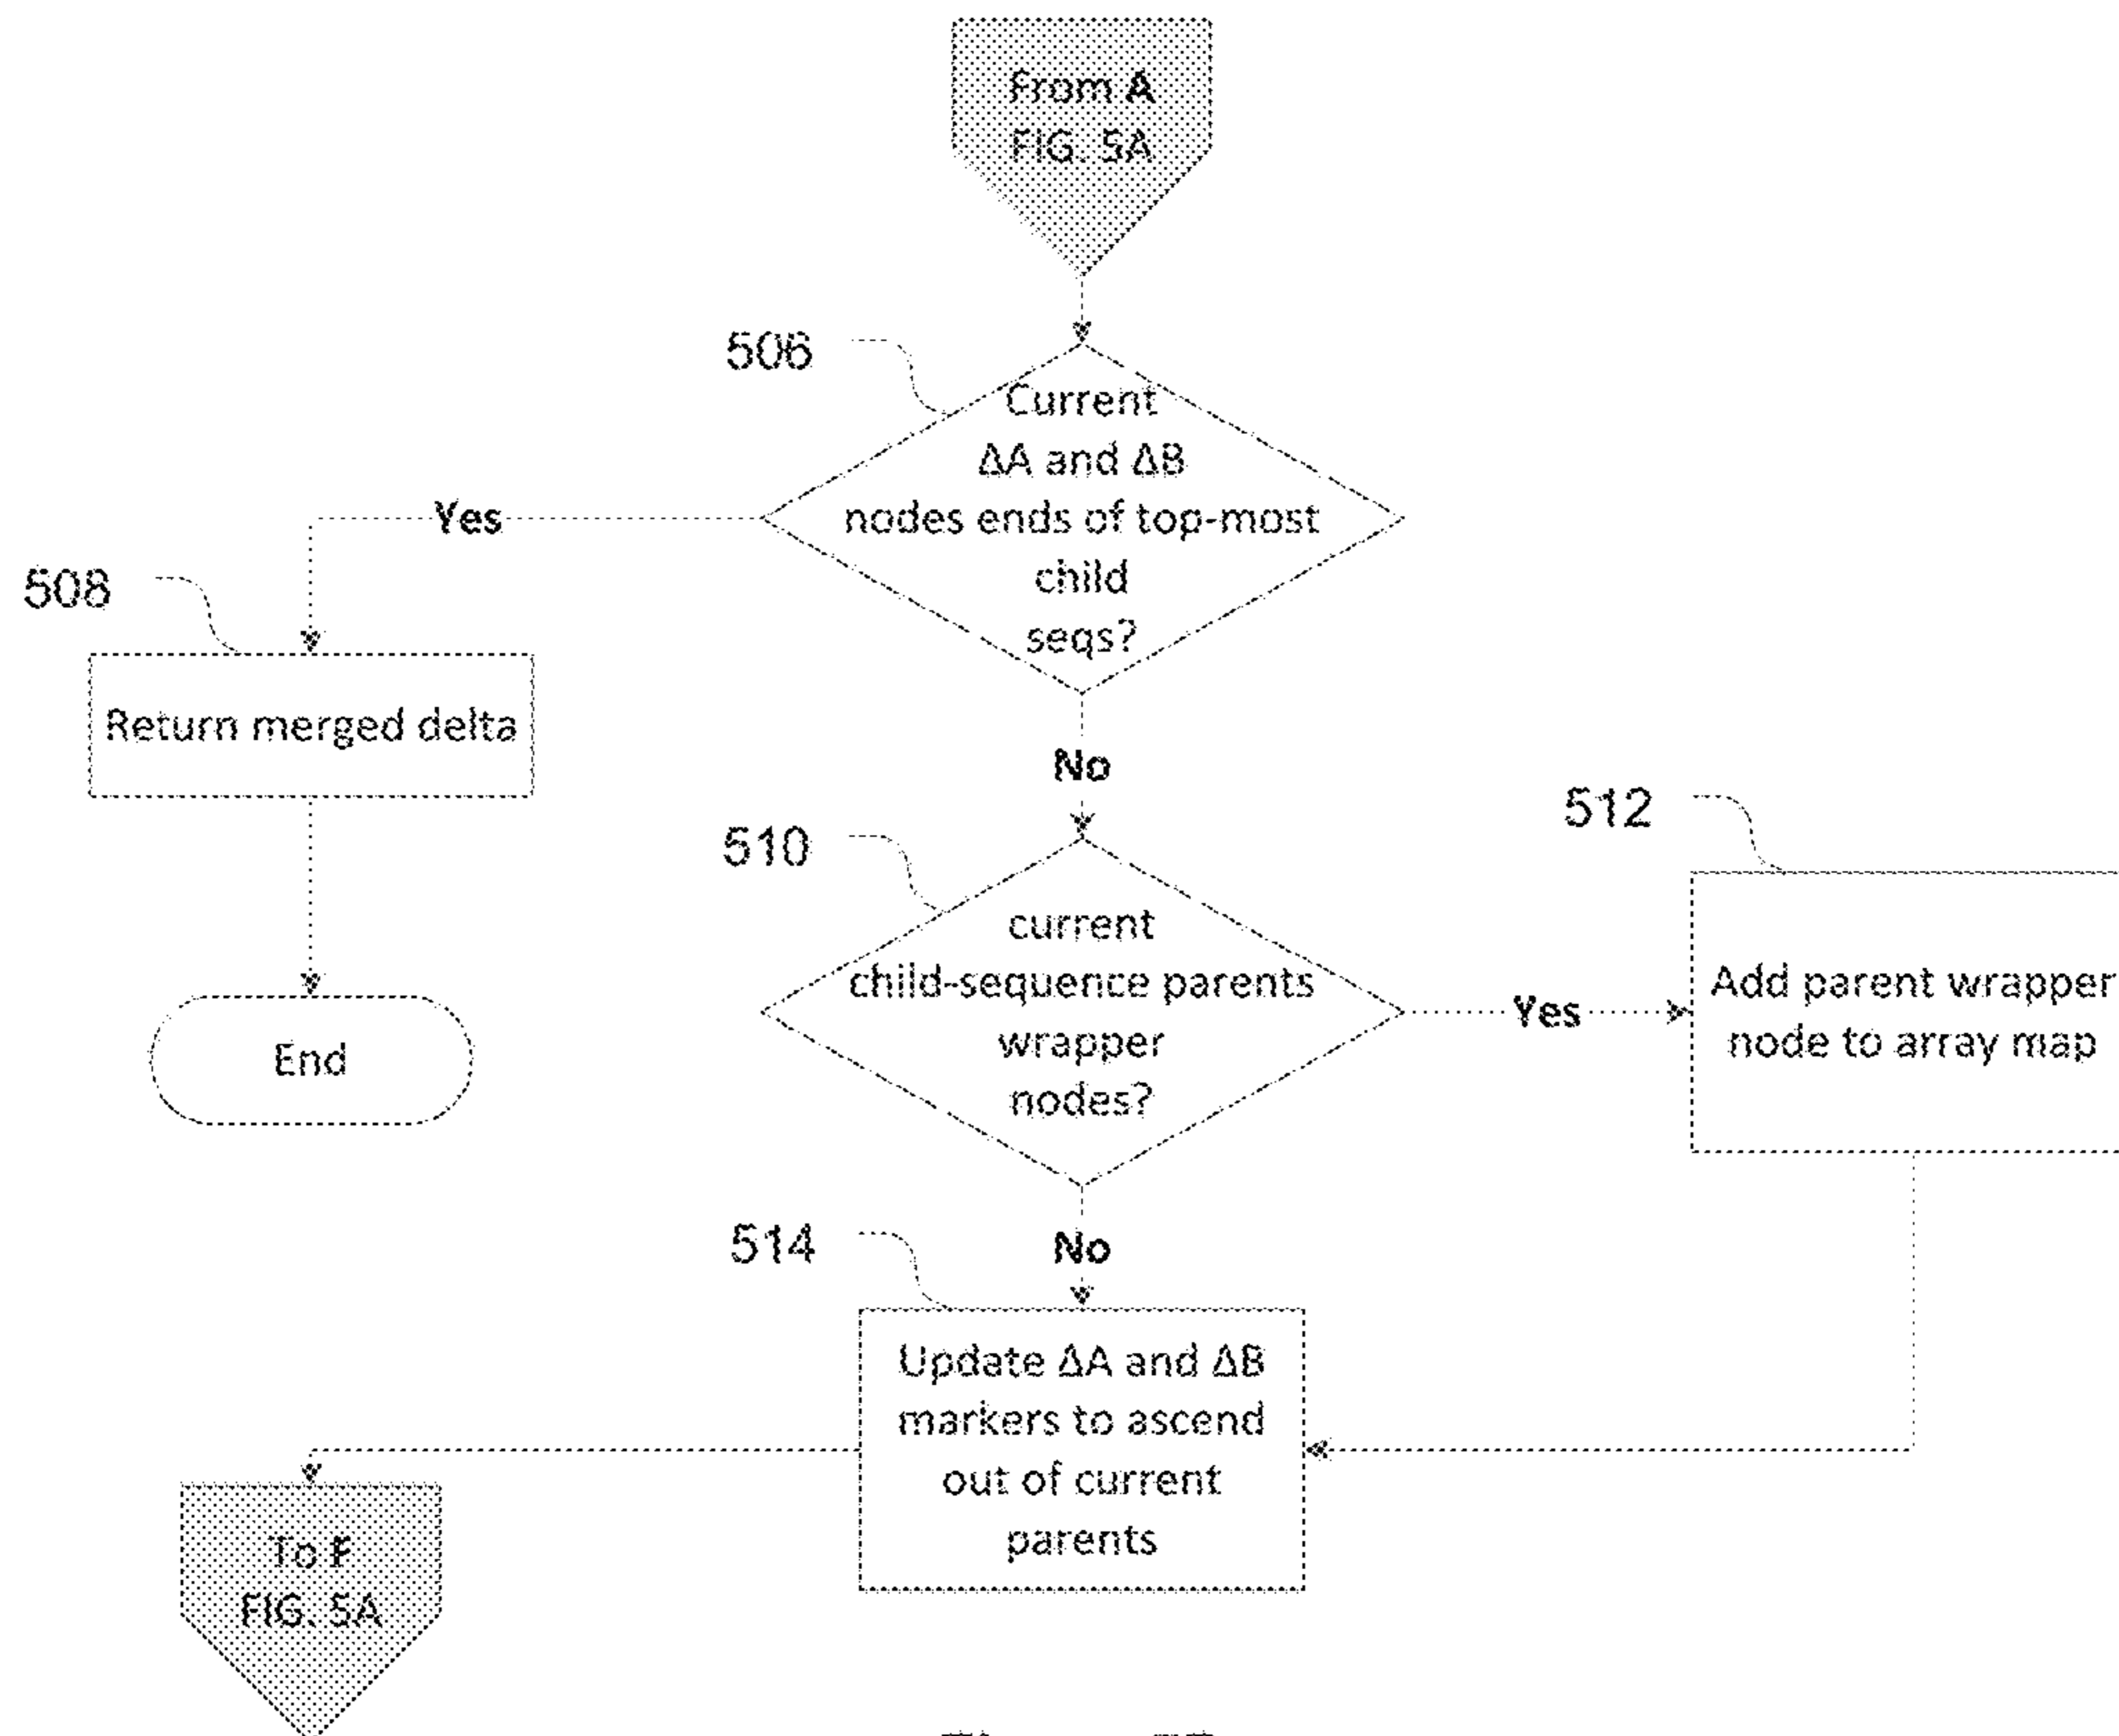 From A
FIG. 5A
506
Current
ΔA and ΔB
nodes ends of top-most
child
seqs?
Yes
508
Return merged delta
End
No
510
current
child-sequence parents
wrapper
nodes?
Yes
512
Add parent wrapper
node to array map
No
514
Update ΔA and ΔB
markers to ascend
out of current
parents
To F
FIG. 5A